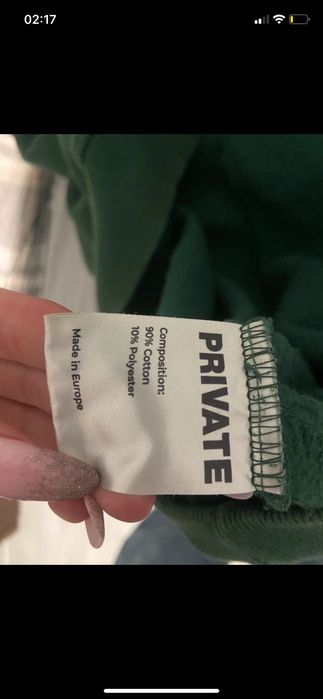 02:17
PRIVATE
Composition:
90% Cotton
10% Polyester
Made in Europe